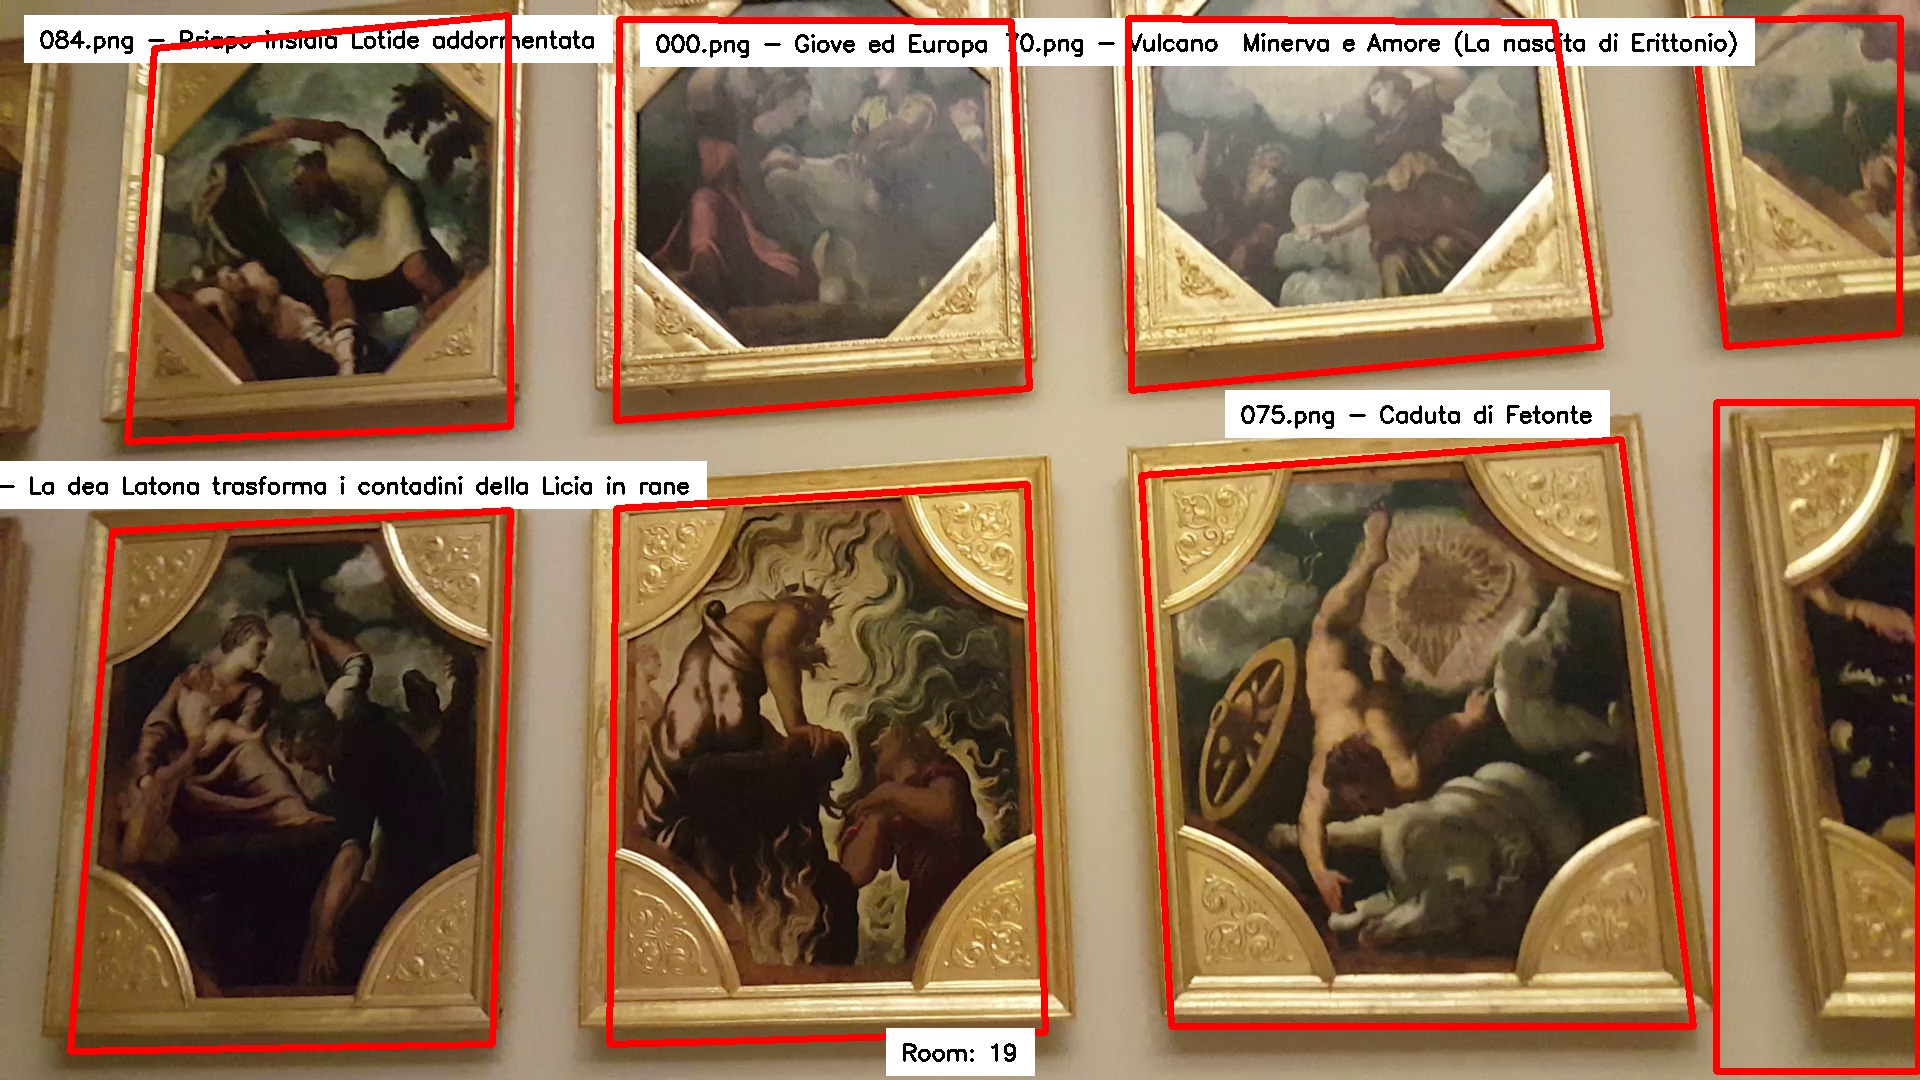 084.png - Priapo insidia Lotide addormentata
000.png - Giove ed Europa
70.png - Vulcano Minerva e Amore (La nascita di Erittonio)
075.png - Caduta di Fetonte
- La dea Latona trasforma i contadini della Licia in rane
Room: 19